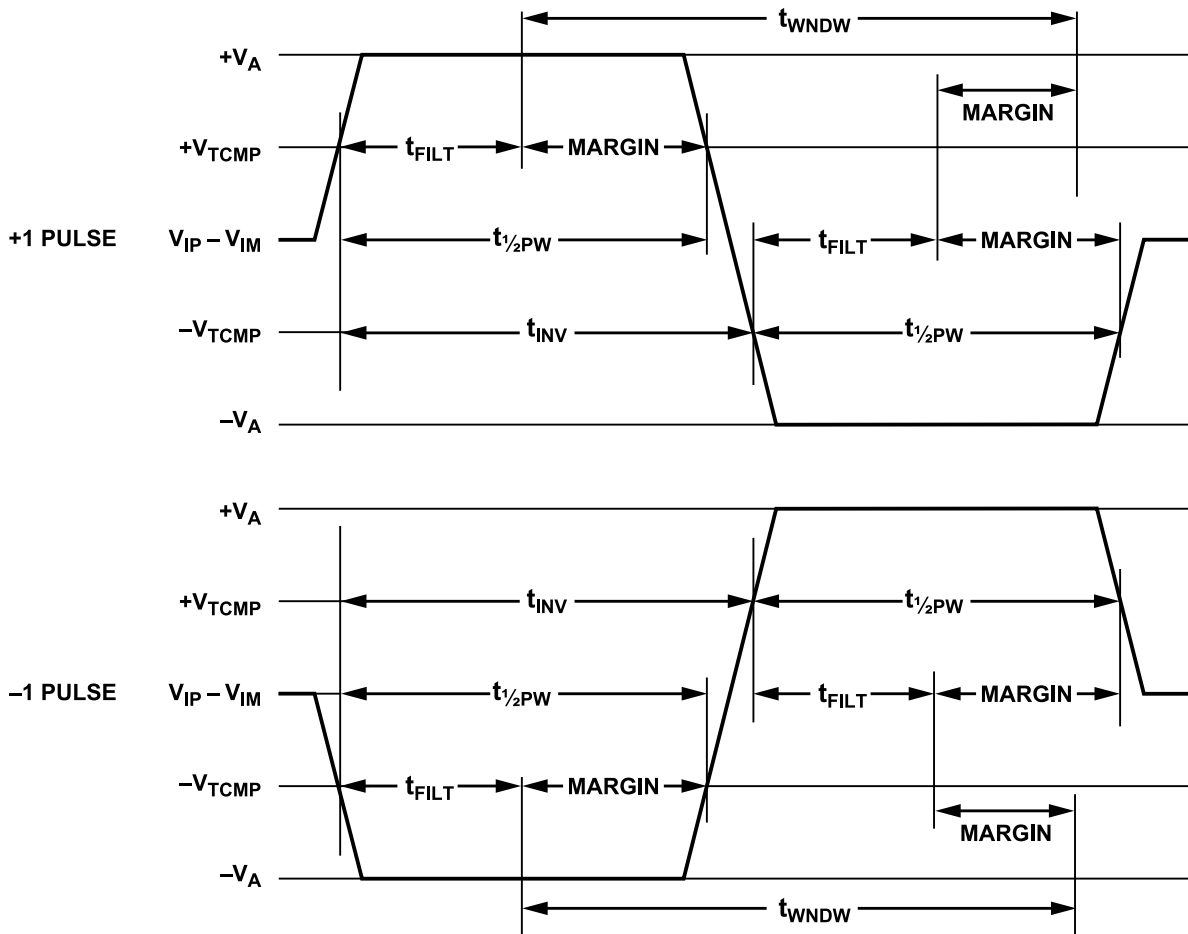 tWNDW
+VA
MARGIN
+VTCMP
tFILT
MARGIN
+1 PULSE
VIP – VIM
t½PW
tFILT
MARGIN
–VTCMP
tINV
t½PW
–VA
+VA
+VTCMP
tINV
t½PW
–1 PULSE
VIP – VIM
t½PW
tFILT
MARGIN
–VTCMP
tFILT
MARGIN
MARGIN
–VA
tWNDW